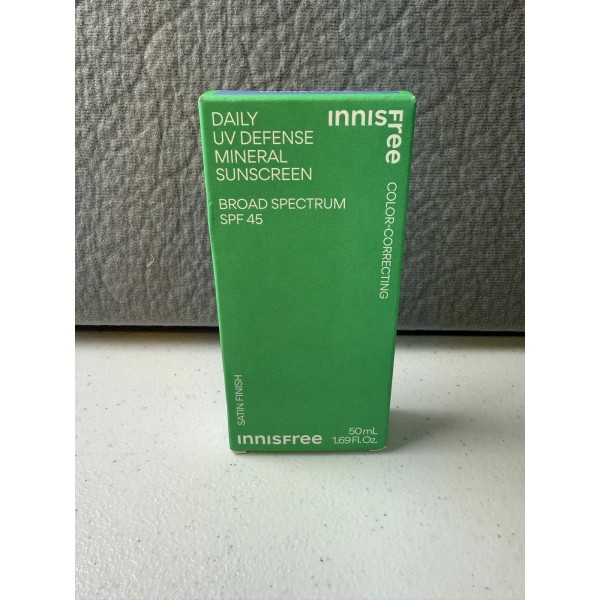 DAILY
UV DEFENSE
MINERAL
SUNSCREEN
BROAD SPECTRUM
SPF 45
INNISFree
COLOR-CORRECTING
SATIN FINISH
INNISFree
50 mL
1.69 Fl. Oz.